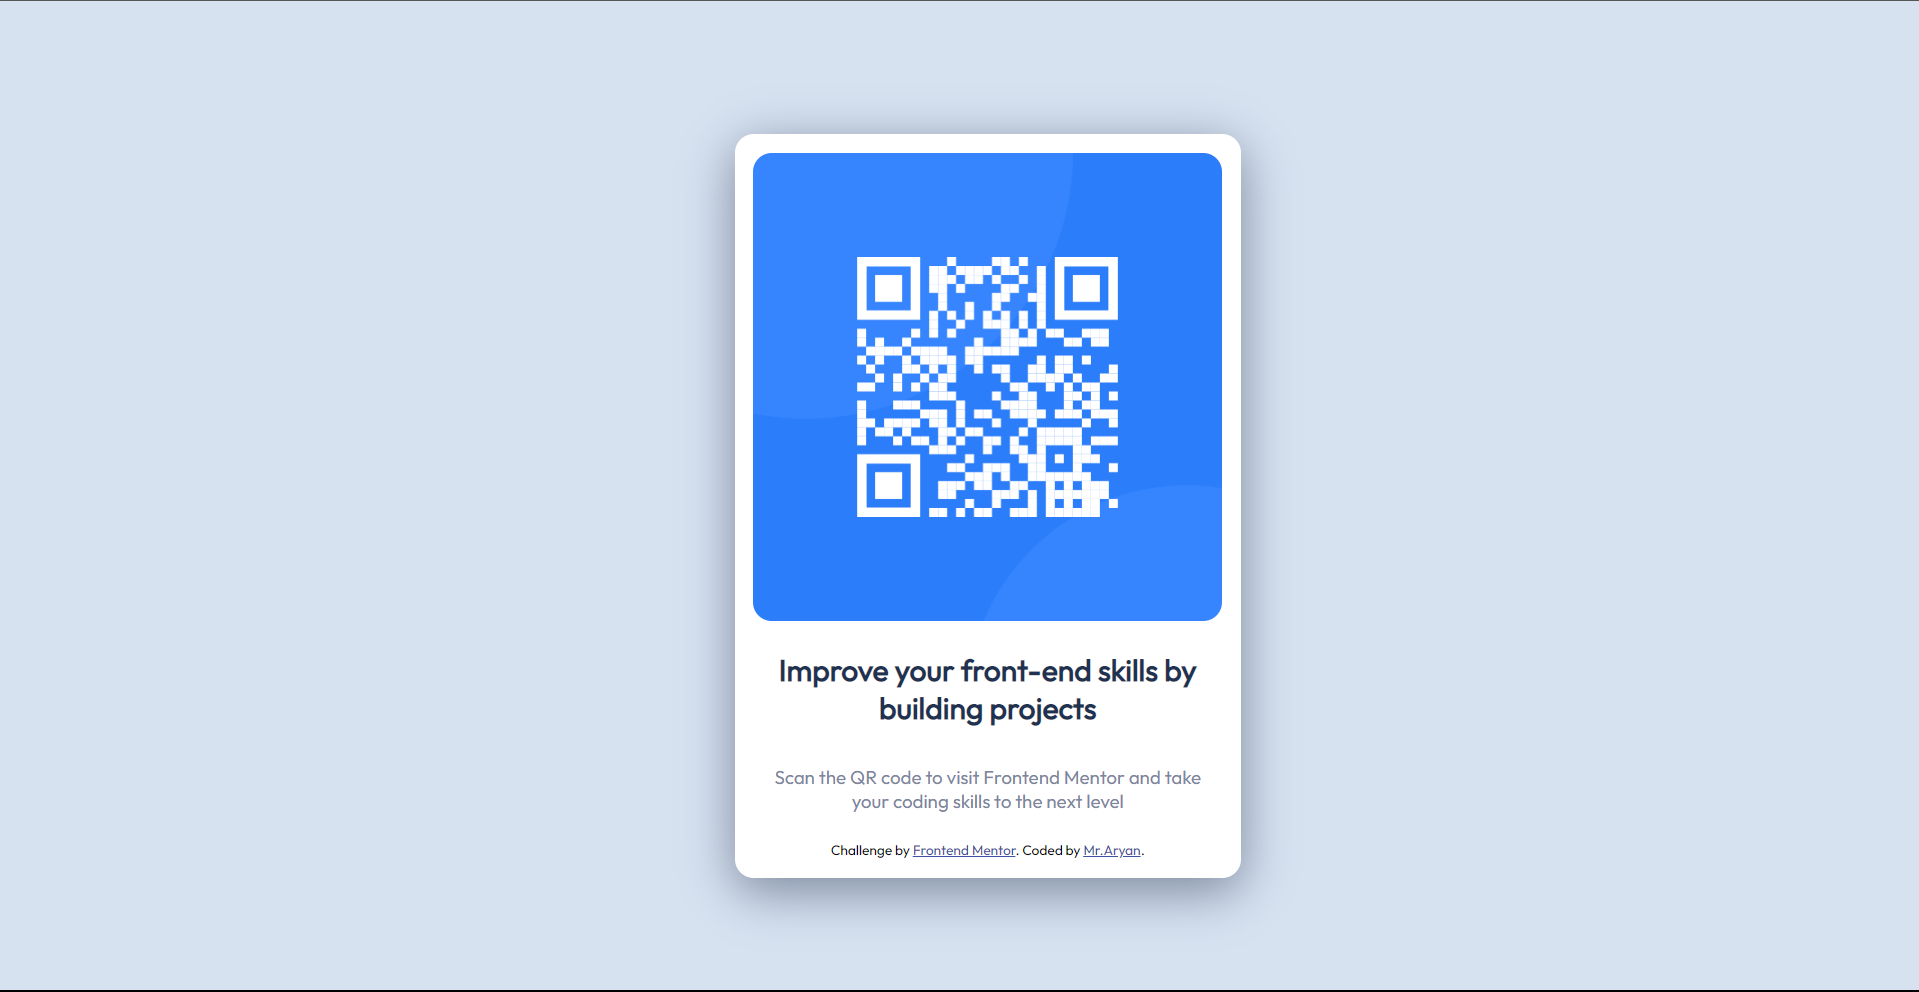 Improve your front-end skills by
building projects
Scan the QR code to visit Frontend Mentor and take
your coding skills to the next level
Challenge by Frontend Mentor. Coded by Mr.Aryan.